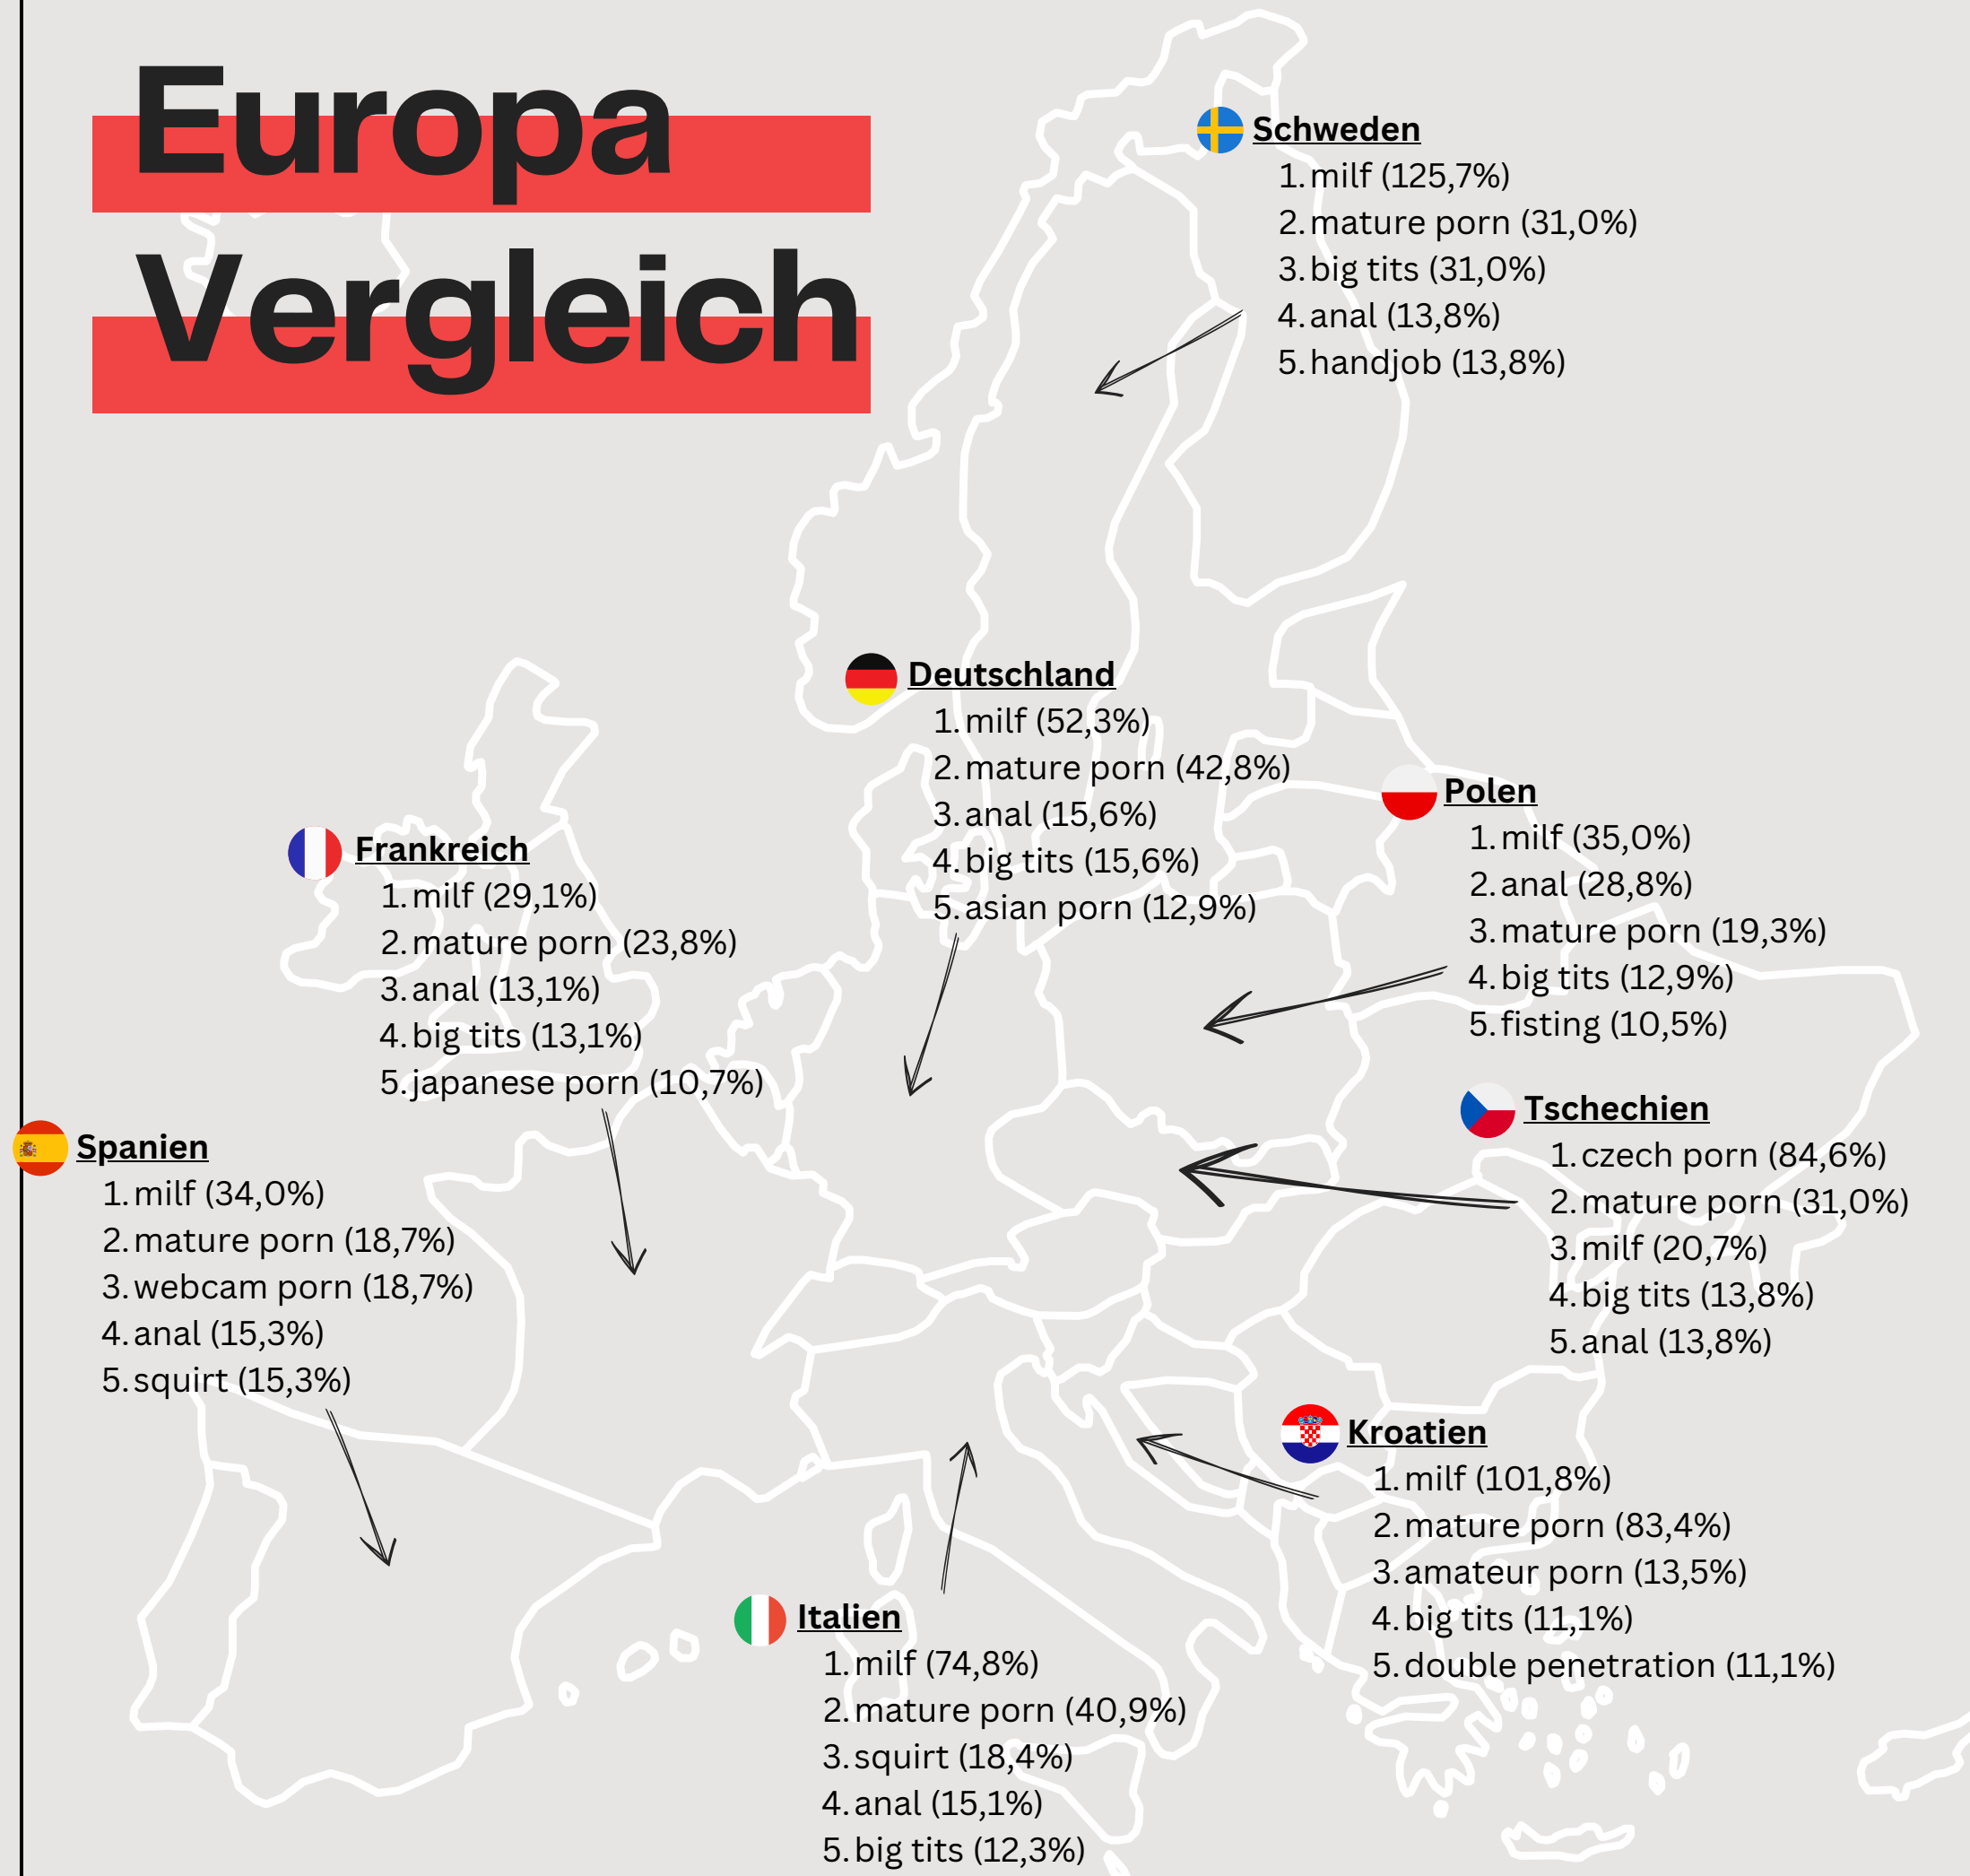 Europa
Vergleich
Schweden
1. milf (125,7%)
2. mature porn (31,0%)
3. big tits (31,0%)
4. anal (13,8%)
5. handjob (13,8%)
Deutschland
1. milf (52,3%)
2. mature porn (42,8%)
3. anal (15,6%)
4. big tits (15,6%)
5. asian porn (12,9%)
Polen
1. milf (35,0%)
2. anal (28,8%)
3. mature porn (19,3%)
4. big tits (12,9%)
5. fisting (10,5%)
Frankreich
1. milf (29,1%)
2. mature porn (23,8%)
3. anal (13,1%)
4. big tits (13,1%)
5. japanese porn (10,7%)
Tschechien
1. czech porn (84,6%)
2. mature porn (31,0%)
3. milf (20,7%)
4. big tits (13,8%)
5. anal (13,8%)
Spanien
1. milf (34,0%)
2. mature porn (18,7%)
3. webcam porn (18,7%)
4. anal (15,3%)
5. squirt (15,3%)
Kroatien
1. milf (101,8%)
2. mature porn (83,4%)
3. amateur porn (13,5%)
4. big tits (11,1%)
5. double penetration (11,1%)
Italien
1. milf (74,8%)
2. mature porn (40,9%)
3. squirt (18,4%)
4. anal (15,1%)
5. big tits (12,3%)